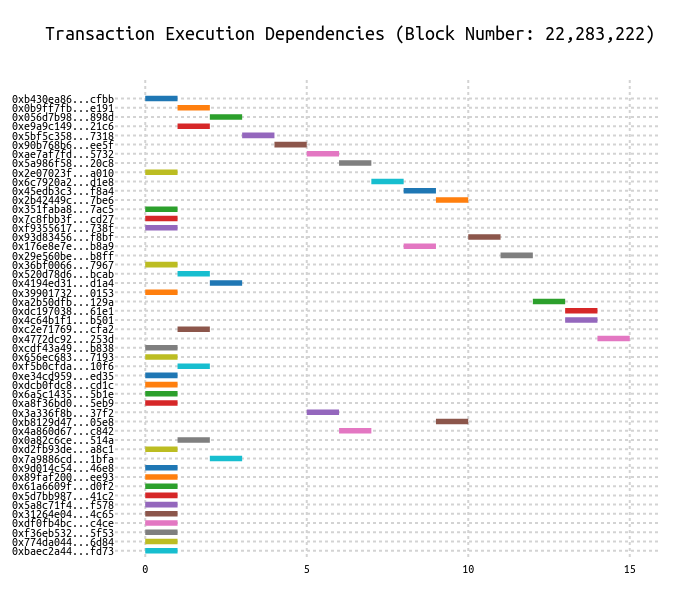 Transaction Execution Dependencies (Block Number: 22,283,222)
0xb430ea86...cfbb
0x0b9ff7fb...e191
0x056d7b98...898d
0xe9a9c149...21c6
0x5bf5c358...7318
0x90b768b6...ee5f
0xae7af7fd...5732
0x5a986f58...20c8
0x2e07023f...a010
0x6c7920a2...d1e8
0x45edb3c3...f8a4
0x2b42449c...7be6
0x351faba8...7ac5
0x7c8fbb3f...cd27
0xf9355617...738f
0x93d83456...f8bf
0x176e8e7e...b8a9
0x29e560be...b8ff
0x36bf0066...7967
0x520d78d6...bcab
0x4194ed31...d1a4
0x39901732...0153
0xa2b50dfb...129a
0xdc197038...61e1
0x4c64b1f1...b501
0xc2e71769...cfa2
0x4772dc92...253d
0xcdf43a49...b838
0x656ec683...7193
0xf5b0cfda...10f6
0xe34cd959...ed35
0xdcb0fdc8...cd1c
0x6a5c1435...5b1e
0xa8f36bd0...5eb9
0x3a336f8b...37f2
0xb8129d47...05e8
0x4a860d67...c842
0x0a82c6ce...514a
0xd2fb93de...a8c1
0x7a9886cd...1bfa
0x9d014c54...46e8
0x89faf200...ee93
0x61a6609f...d0f2
0x5d7bb987...41c2
0x5a8c71f4...f578
0x31264e04...4c65
0xdf0fb4bc...c4ce
0xf36eb532...5f53
0x774da044...6d84
0xbaec2a44...fd73
0 5 10 15